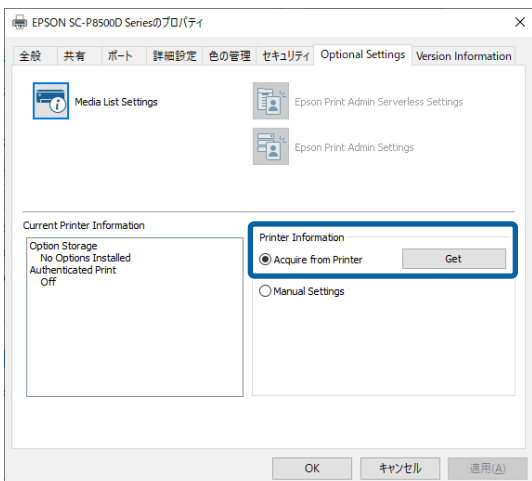 EPSON SC-P8500D Seriesのプロパティ
全般 共有 ポート 詳細設定 色の管理 セキュリティ Optional Settings Version Information
Media List Settings
Epson Print Admin Serverless Settings
Epson Print Admin Settings
Current Printer Information
Option Storage
No Options Installed
Authenticated Print
Off
Printer Information
Acquire from Printer
Get
Manual Settings
OK キャンセル 適用(A)